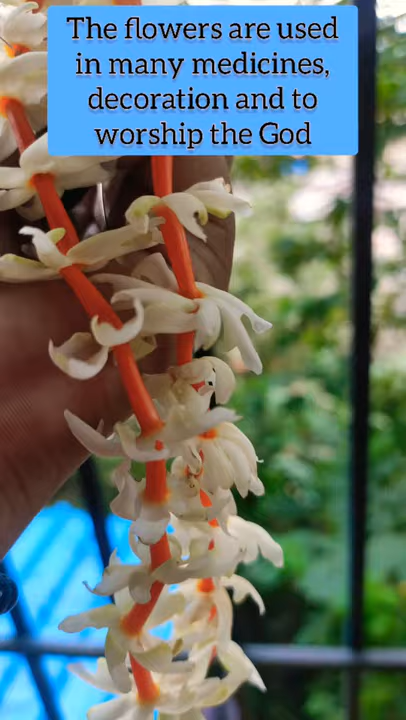 The flowers are used
in many medicines,
decoration and to
worship the God